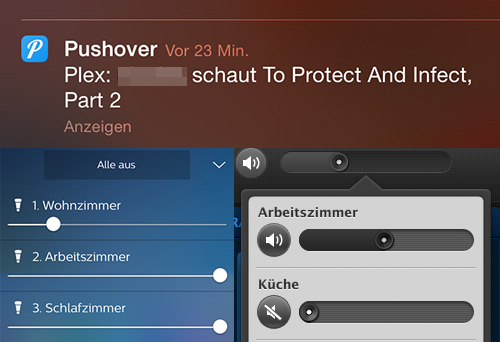 Pushover Vor 23 Min.
Plex: schaut To Protect And Infect,
Part 2
Anzeigen
Alle aus
1. Wohnzimmer
2. Arbeitszimmer
3. Schlafzimmer
Arbeitszimmer
Küche